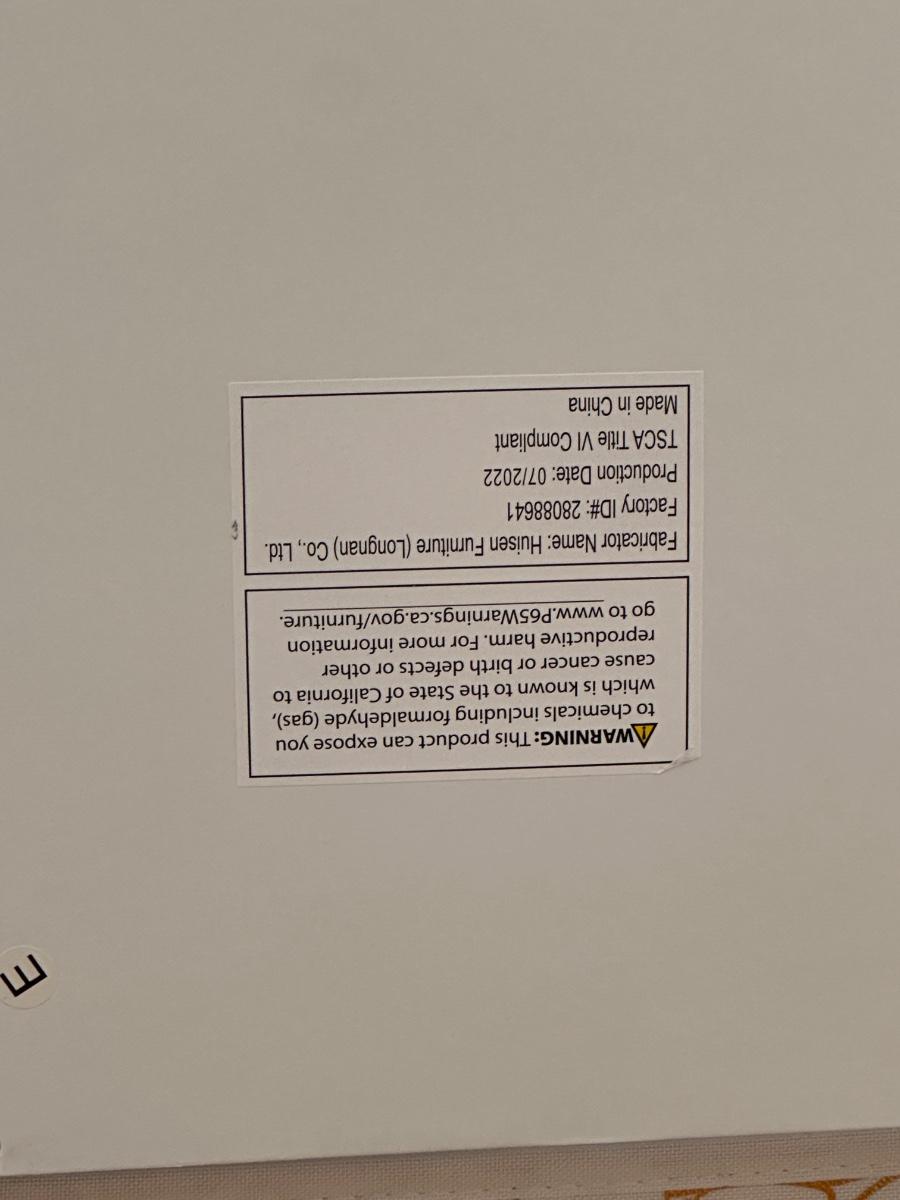 ⚠WARNING: This product can expose you
to chemicals including formaldehyde (gas),
which is known to the State of California to
cause cancer or birth defects or other
reproductive harm. For more information
go to www.P65Warnings.ca.gov/furniture.
Fabricator Name: Huisen Furniture (Longnan) Co., Ltd.
Factory ID#: 28088641
Production Date: 07/2022
TSCA Title VI Compliant
Made in China
E